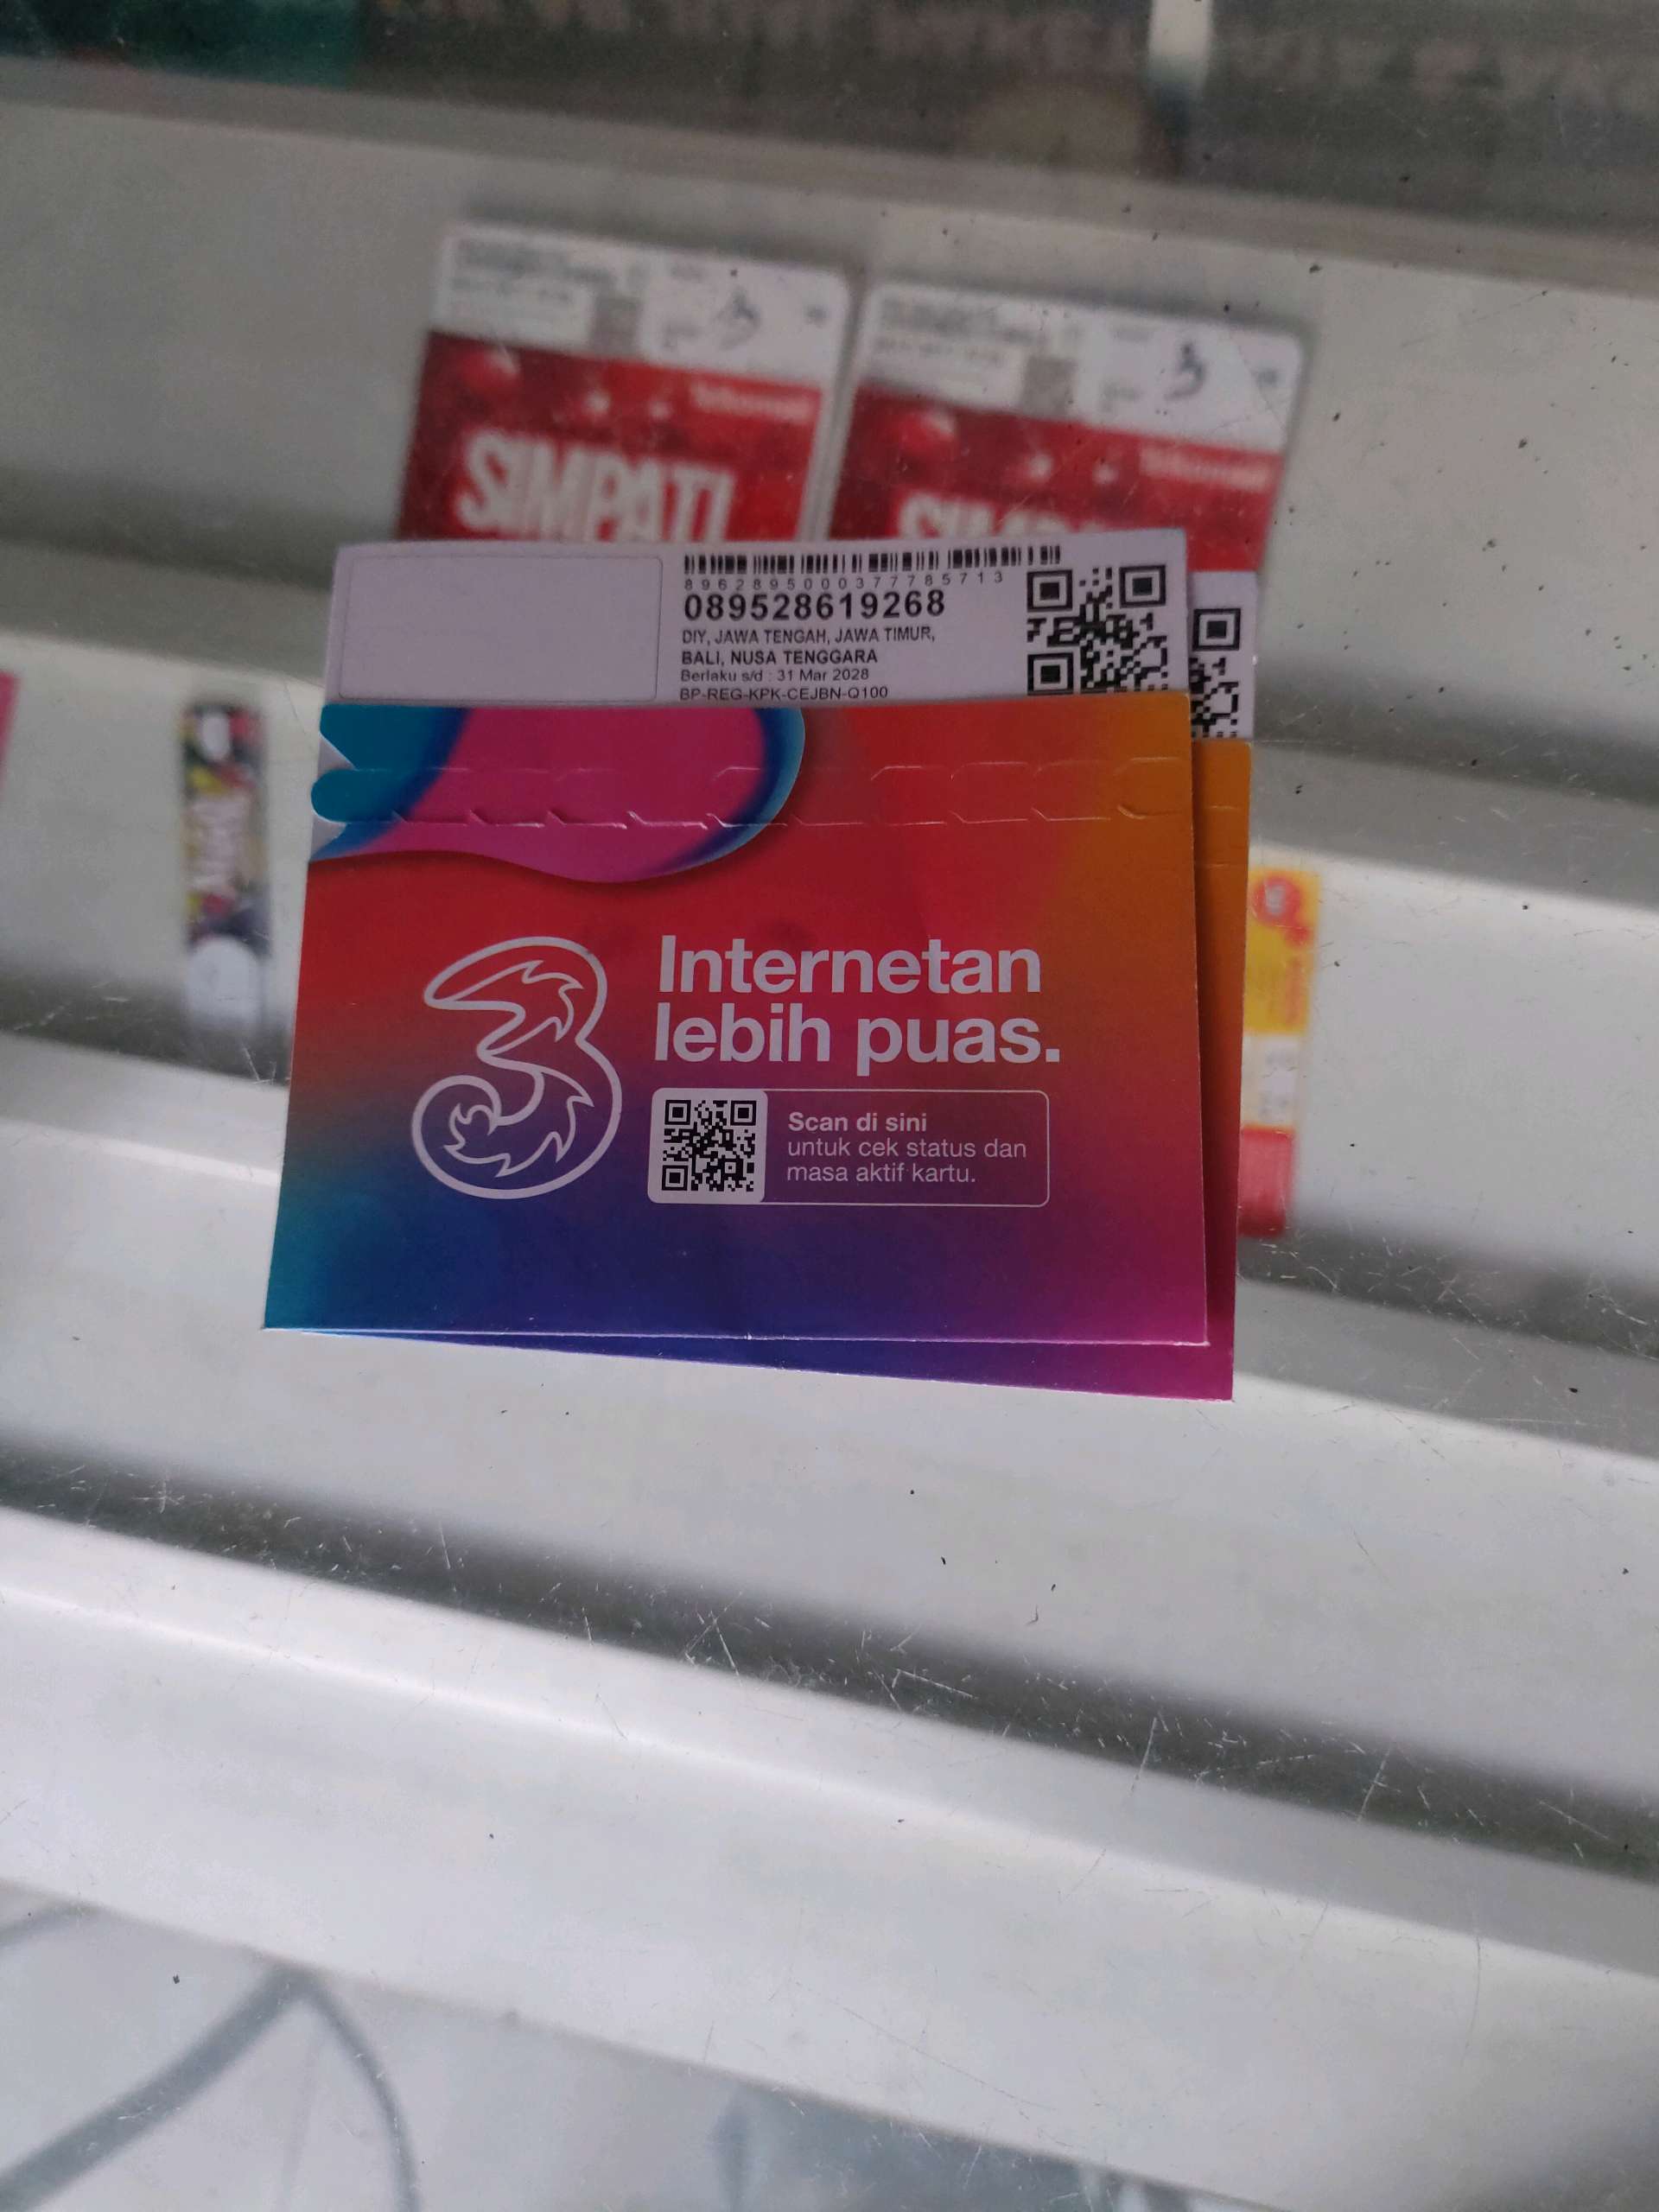 SIMPATI
8962895000377785713
089528619268
DIY, JAWA TENGAH, JAWA TIMUR,
BALI, NUSA TENGGARA
Berlaku s/d : 31 Mar 2028
BP-REG-KPK-CEJBN-Q100
3
Internetan
lebih puas.
Scan di sini
untuk cek status dan
masa aktif kartu.